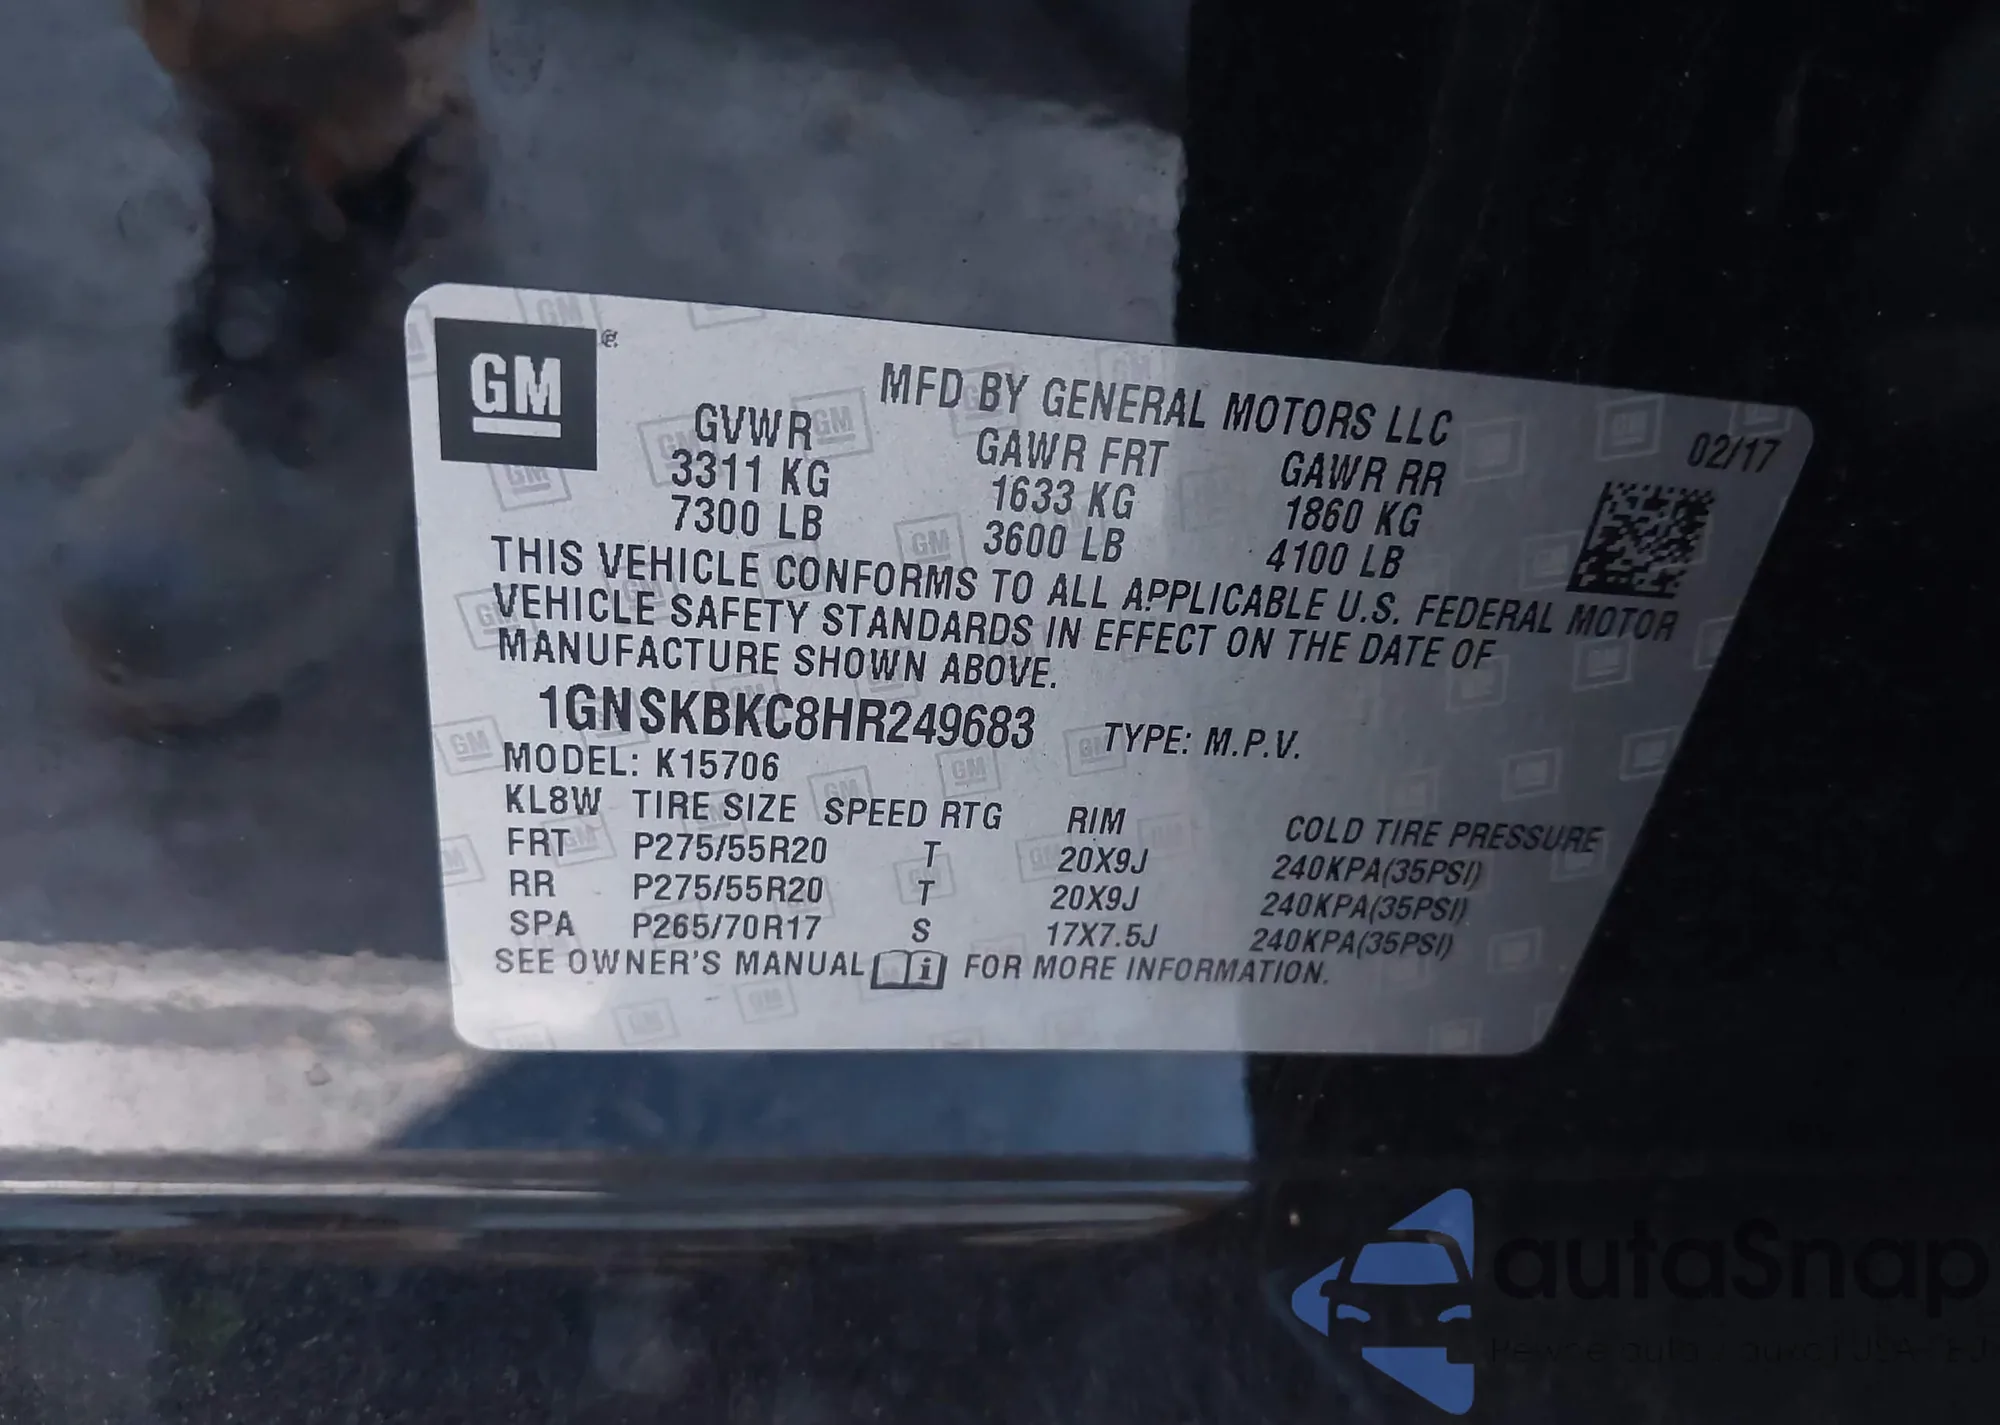 GM
MFD BY GENERAL MOTORS LLC
02/17
GVWR GAWR FRT GAWR RR
3311 KG 1633 KG 1860 KG
7300 LB 3600 LB 4100 LB
THIS VEHICLE CONFORMS TO ALL APPLICABLE U.S. FEDERAL MOTOR
VEHICLE SAFETY STANDARDS IN EFFECT ON THE DATE OF
MANUFACTURE SHOWN ABOVE.
1GNSKBKC8HR249683 TYPE: M.P.V.
MODEL: K15706
KL8W TIRE SIZE SPEED RTG RIM COLD TIRE PRESSURE
FRT P275/55R20 T 20X9J 240KPA(35PSI)
RR P275/55R20 T 20X9J 240KPA(35PSI)
SPA P265/70R17 S 17X7.5J 240KPA(35PSI)
SEE OWNER'S MANUAL FOR MORE INFORMATION.
autaSnap